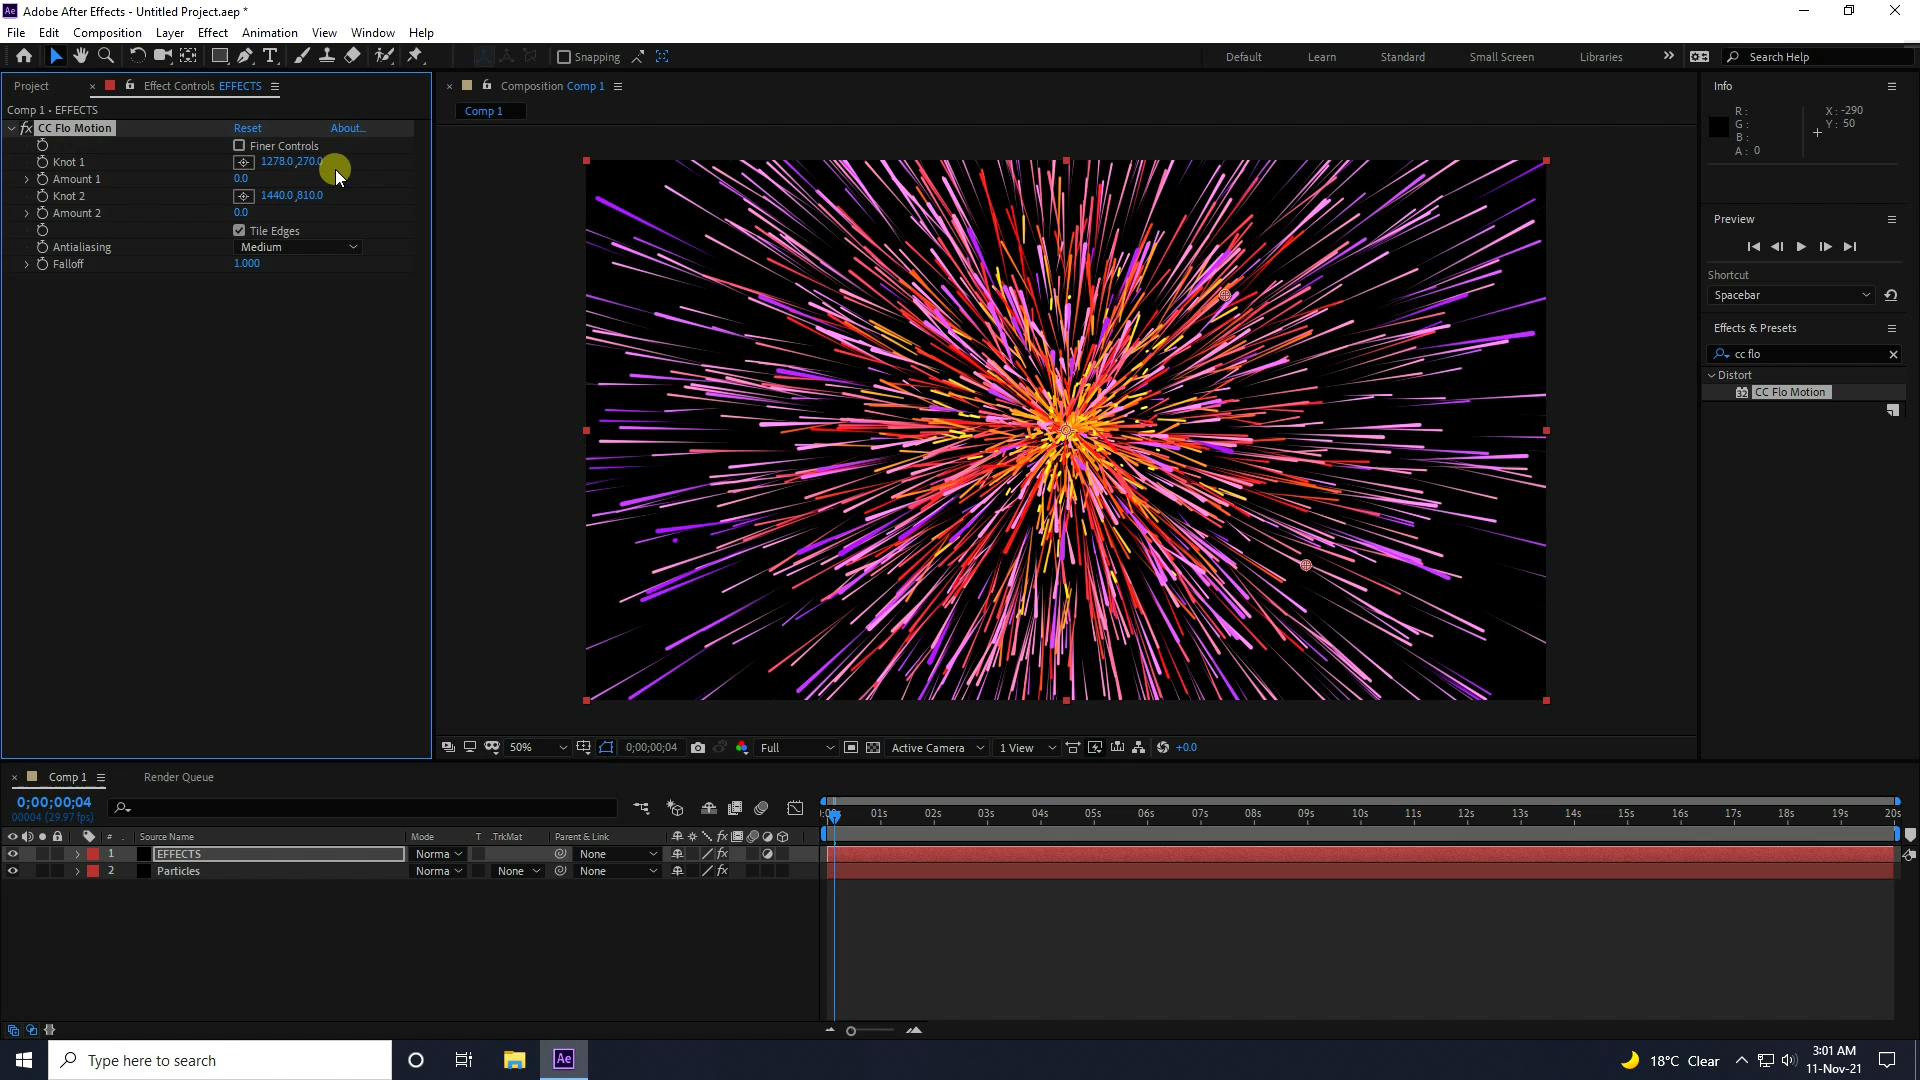 Adobe After Effects - Untitled Project.aep *
File Edit Composition Layer Effect Animation View Window Help
Snapping Default Learn Standard Small Screen Libraries Search Help
Project Effect Controls EFFECTS
Comp 1 • EFFECTS
fx CC Flo Motion Reset About...
Finer Controls
Knot 1 1278.0 ,270.0
Amount 1 0.0
Knot 2 1440.0 ,810.0
Amount 2 0.0
Tile Edges
Antialiasing Medium
Falloff 1.000
Composition Comp 1
Comp 1
50% 0;00;00;04 Full Active Camera 1 View +0.0
Info
R :
G :
B :
A : 0
X : -290
Y : 50
Preview
Shortcut
Spacebar
Effects & Presets
cc flo
Distort
32 CC Flo Motion
Comp 1 Render Queue
0;00;00;04
00004 (29.97 fps)
# Source Name Mode T .TrkMat Parent & Link fx
1 EFFECTS Norma None fx
2 Particles Norma None None fx
01s 02s 03s 04s 05s 06s 07s 08s 09s 10s 11s 12s 13s 14s 15s 16s 17s 18s 19s 20s
Type here to search
Ae
18°C Clear
3:01 AM
11-Nov-21